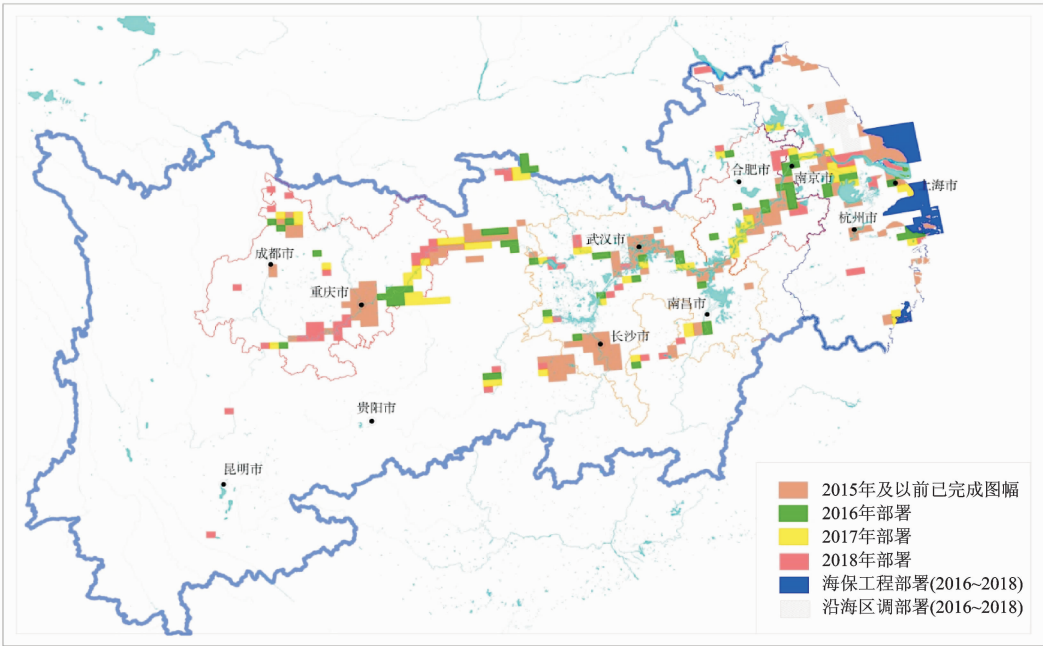 合肥市
南京市
上海市
杭州市
武汉市
成都市
重庆市
南昌市
长沙市
贵阳市
昆明市
2015年及以前已完成图幅
2016年部署
2017年部署
2018年部署
海保工程部署(2016~2018)
沿海区调部署(2016~2018)